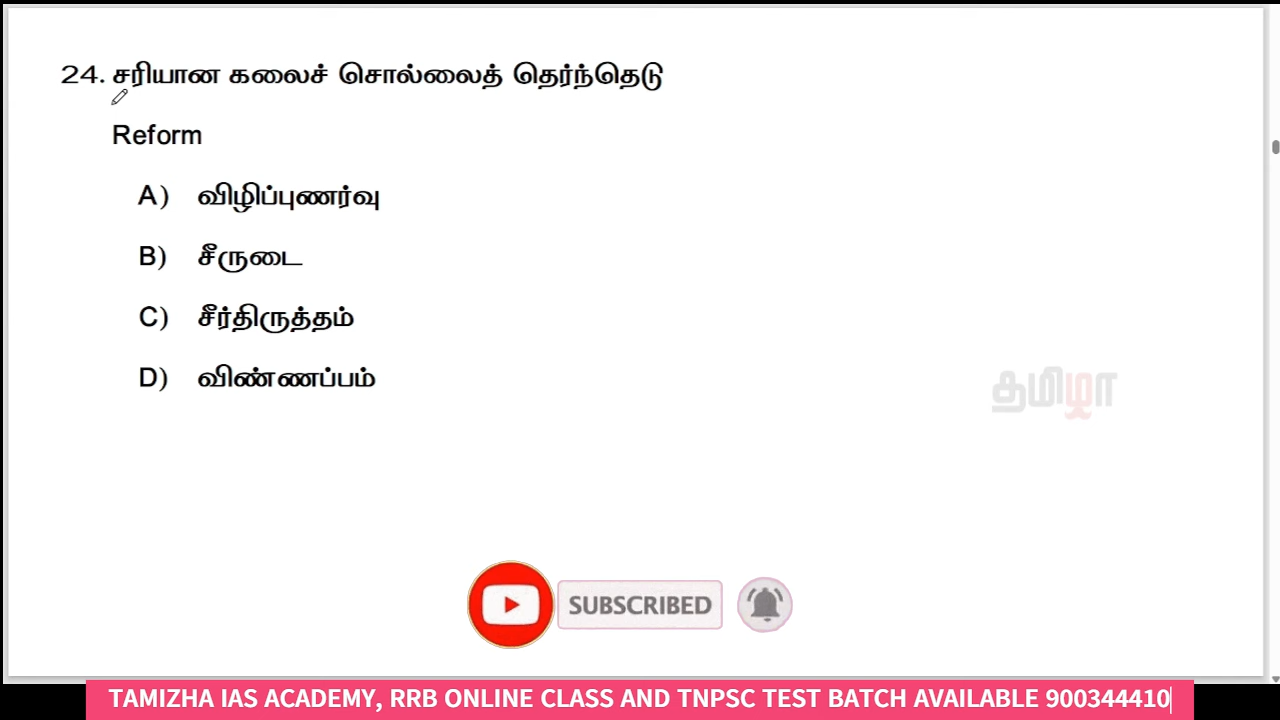 24. சரியான கலைச் சொல்லைத் தெர்ந்தெடு
Reform
A) விழிப்புணர்வு
B) சீருடை
C) சீர்திருத்தம்
D) விண்ணப்பம்
தமிழா
SUBSCRIBED
TAMIZHA IAS ACADEMY, RRB ONLINE CLASS AND TNPSC TEST BATCH AVAILABLE 900344410